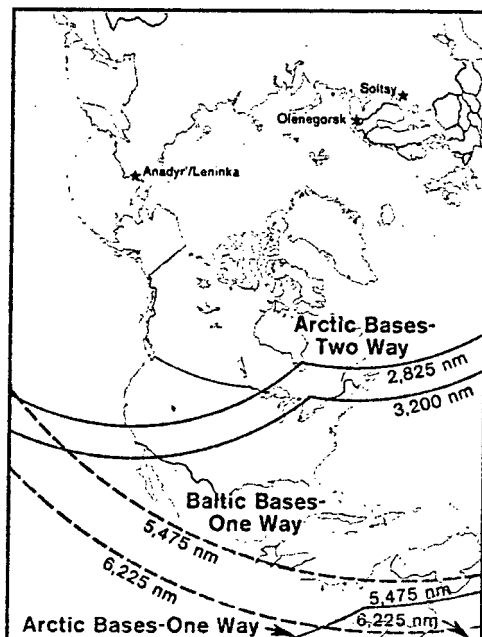 Soltsy
Olenegorsk
Anadyr'/Leninka
Arctic Bases-
Two Way
2,825 nm
3,200 nm
Baltic Bases-
One Way
5,475 nm
6,225 nm
5,475 nm
6,225 nm
Arctic Bases-One Way